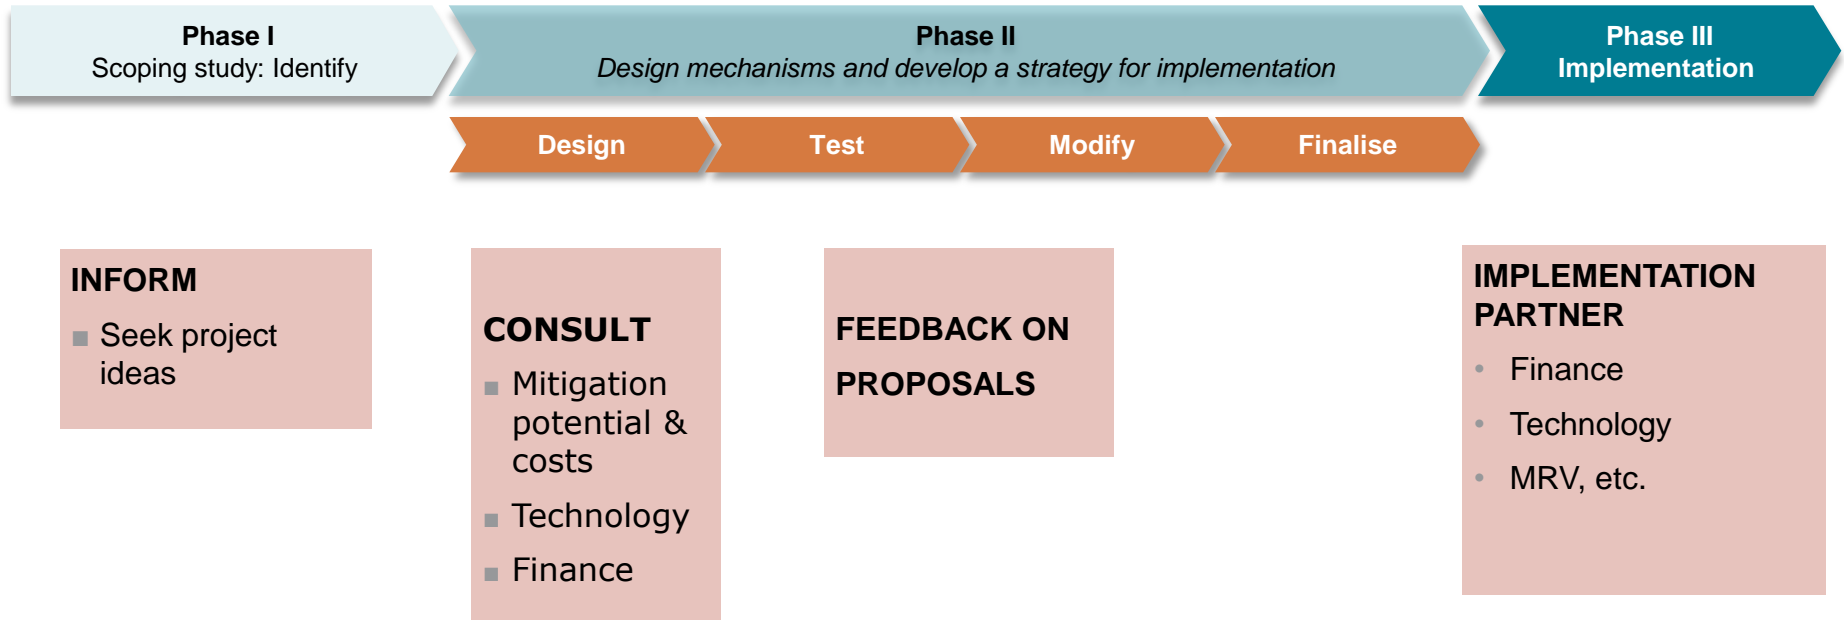 Phase I
Scoping study: Identify
Phase II
Design mechanisms and develop a strategy for implementation
Phase III
Implementation
Design
Test
Modify
Finalise
INFORM
Seek project
ideas
CONSULT
Mitigation
potential &
costs
Technology
Finance
FEEDBACK ON
PROPOSALS
IMPLEMENTATION
PARTNER
Finance
Technology
MRV, etc.